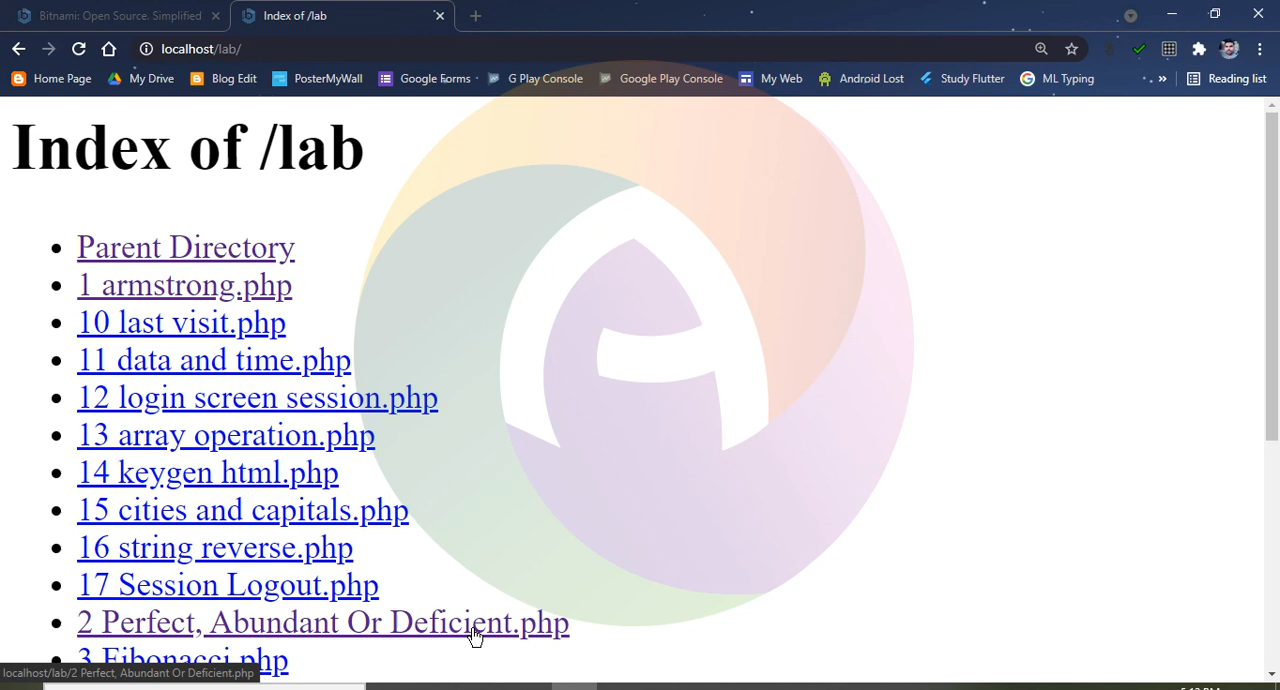 Bitnami: Open Source. Simplified
Index of /lab
localhost/lab/
Home Page
My Drive
Blog Edit
PosterMyWall
Google Forms
G Play Console
Google Play Console
My Web
Android Lost
Study Flutter
ML Typing
Reading list
Index of /lab
Parent Directory
1 armstrong.php
10 last visit.php
11 data and time.php
12 login screen session.php
13 array operation.php
14 keygen html.php
15 cities and capitals.php
16 string reverse.php
17 Session Logout.php
2 Perfect, Abundant Or Deficient.php
3 Fibonacci.php
localhost/lab/2 Perfect, Abundant Or Deficient.php